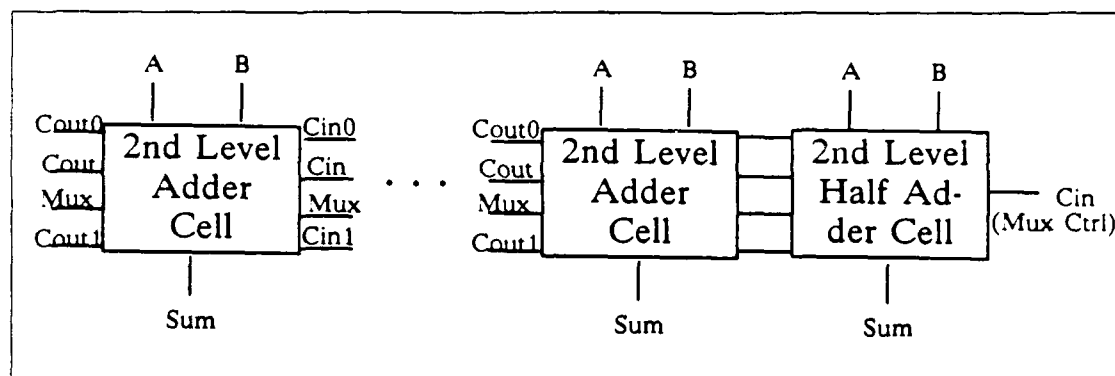 A B
Cout0
Cout
Mux
Cout1
2nd Level
Adder
Cell
Cin0
Cin
Mux
Cin1
Sum
. . .
A B
Cout0
Cout
Mux
Cout1
2nd Level
Adder
Cell
Sum
A B
2nd Level
Half Ad-
der Cell
Cin
(Mux Ctrl)
Sum